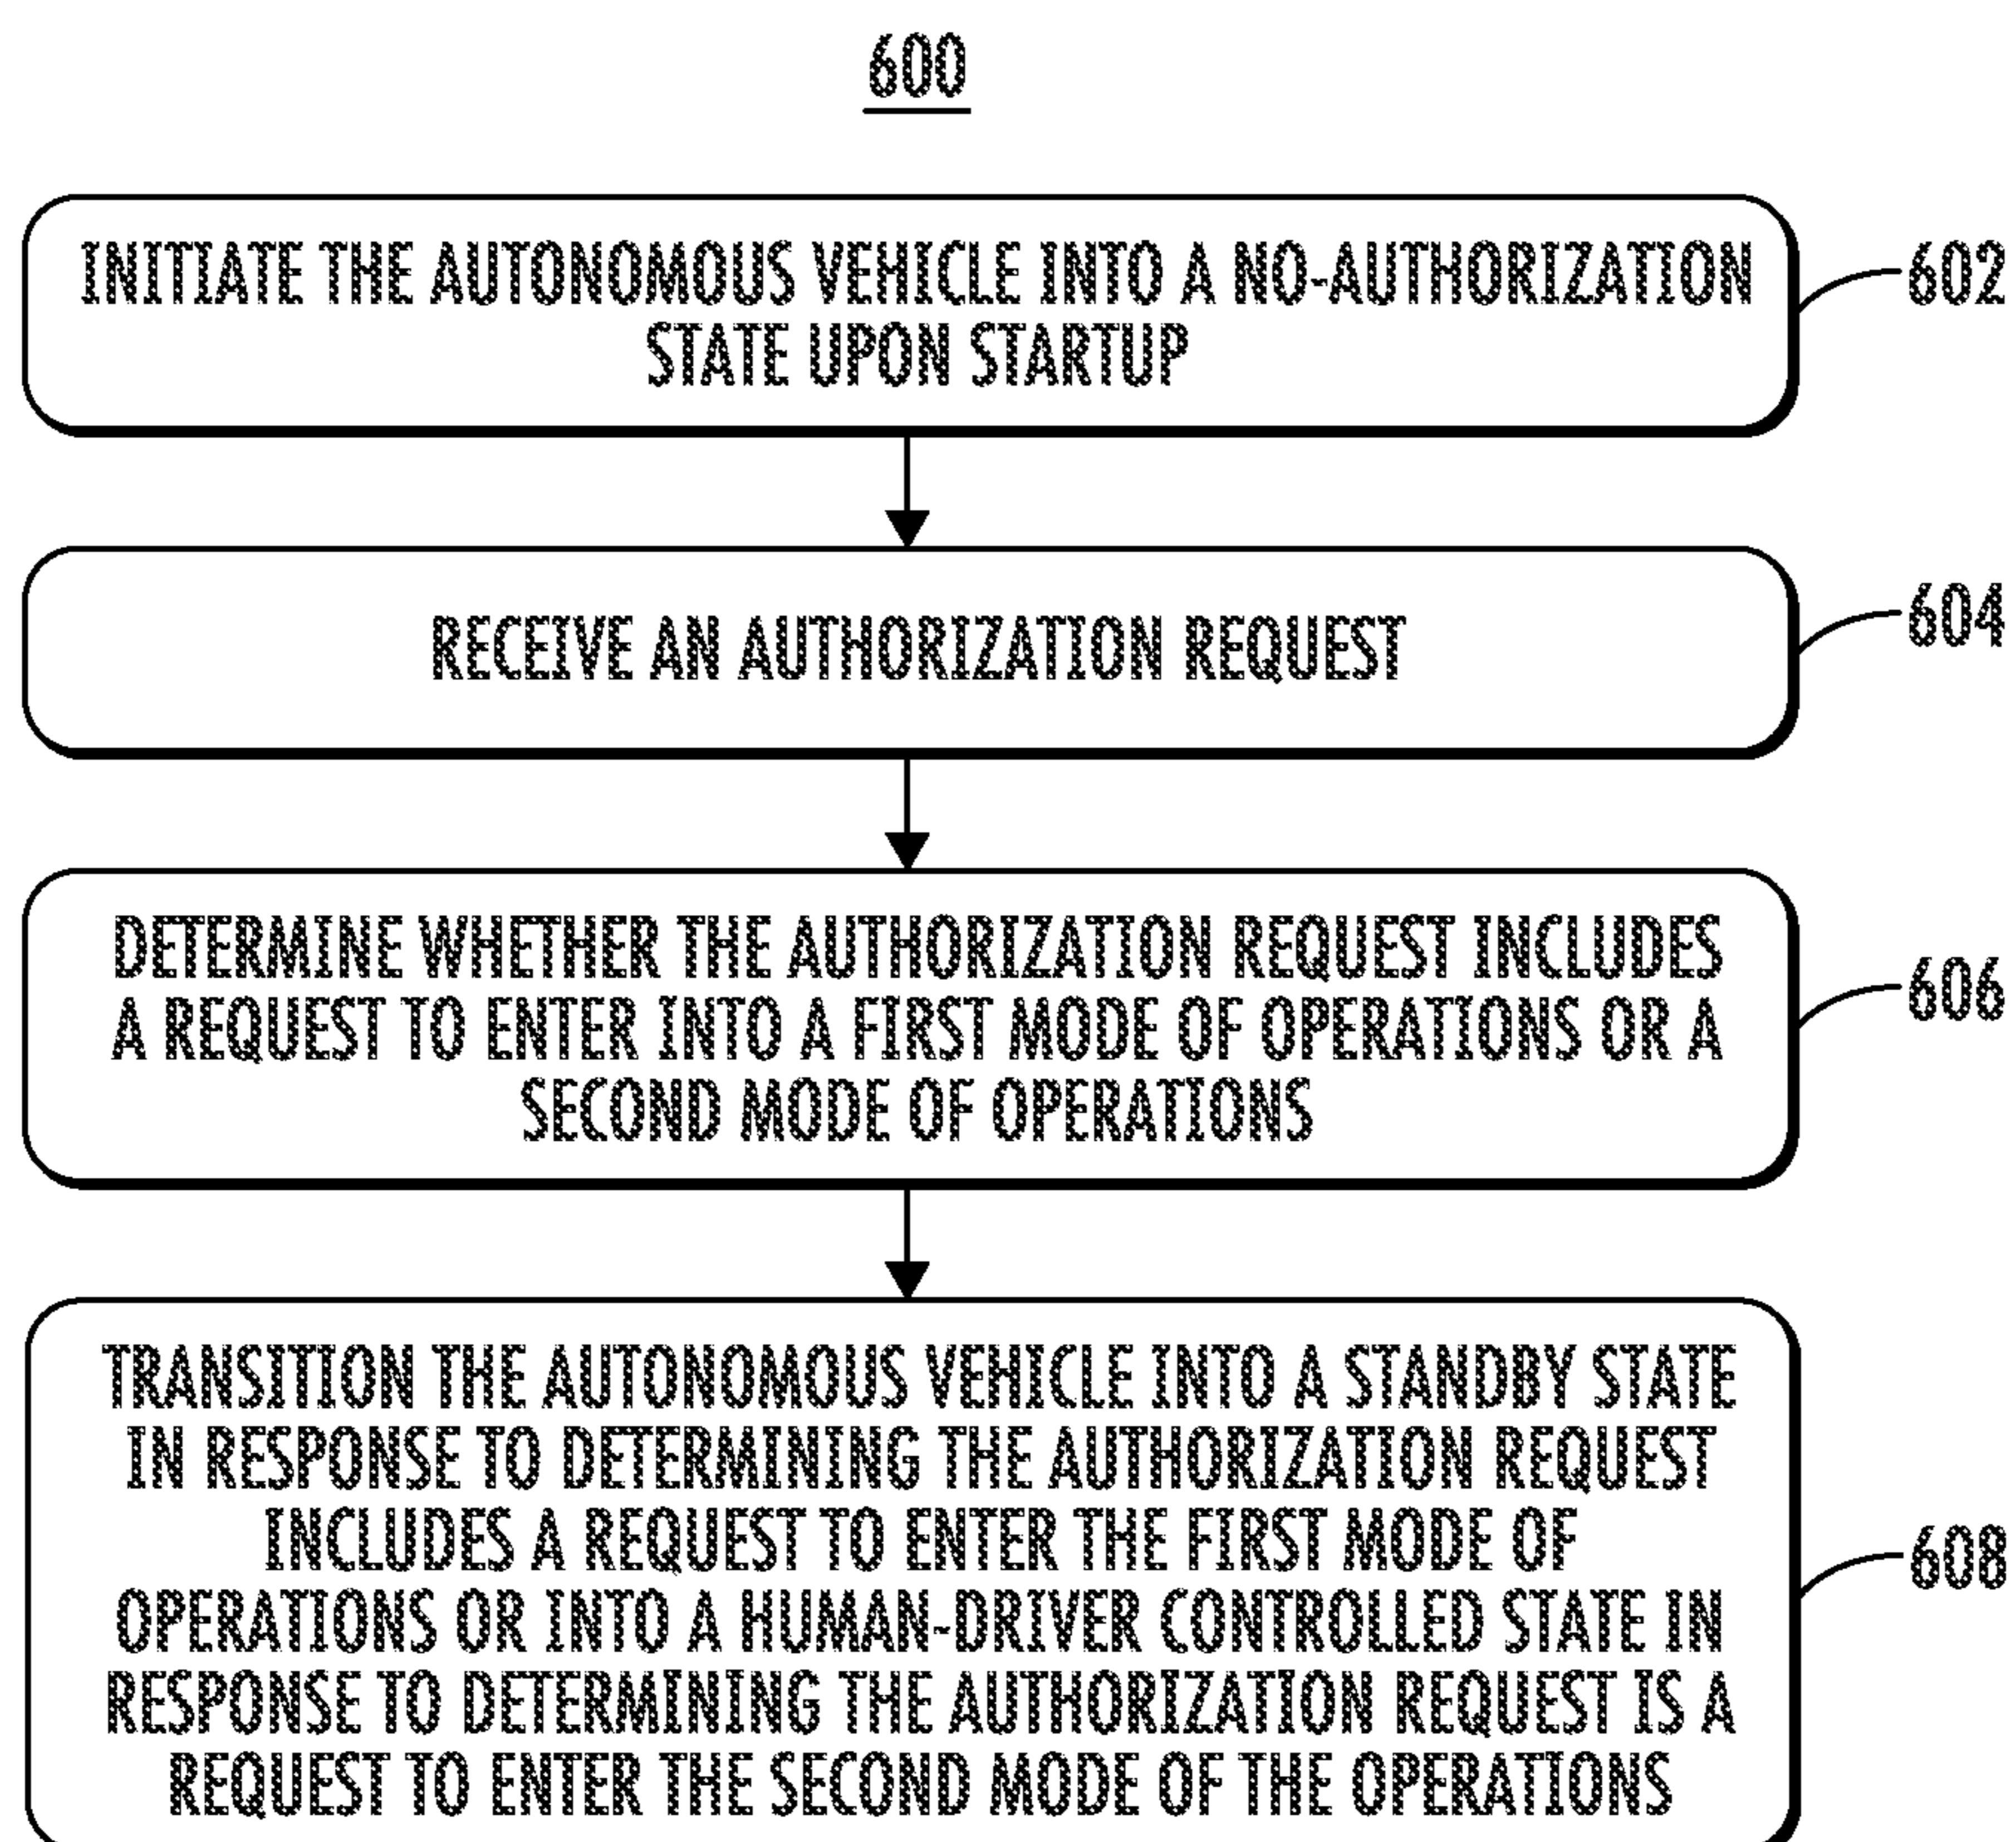 600
INITIATE THE AUTONOMOUS VEHICLE INTO A NO-AUTHORIZATION
STATE UPON STARTUP
602
RECEIVE AN AUTHORIZATION REQUEST
604
DETERMINE WHETHER THE AUTHORIZATION REQUEST INCLUDES
A REQUEST TO ENTER INTO A FIRST MODE OF OPERATIONS OR A
SECOND MODE OF OPERATIONS
606
TRANSITION THE AUTONOMOUS VEHICLE INTO A STANDBY STATE
IN RESPONSE TO DETERMINING THE AUTHORIZATION REQUEST
INCLUDES A REQUEST TO ENTER THE FIRST MODE OF
OPERATIONS OR INTO A HUMAN-DRIVER CONTROLLED STATE IN
RESPONSE TO DETERMINING THE AUTHORIZATION REQUEST IS A
REQUEST TO ENTER THE SECOND MODE OF THE OPERATIONS
608